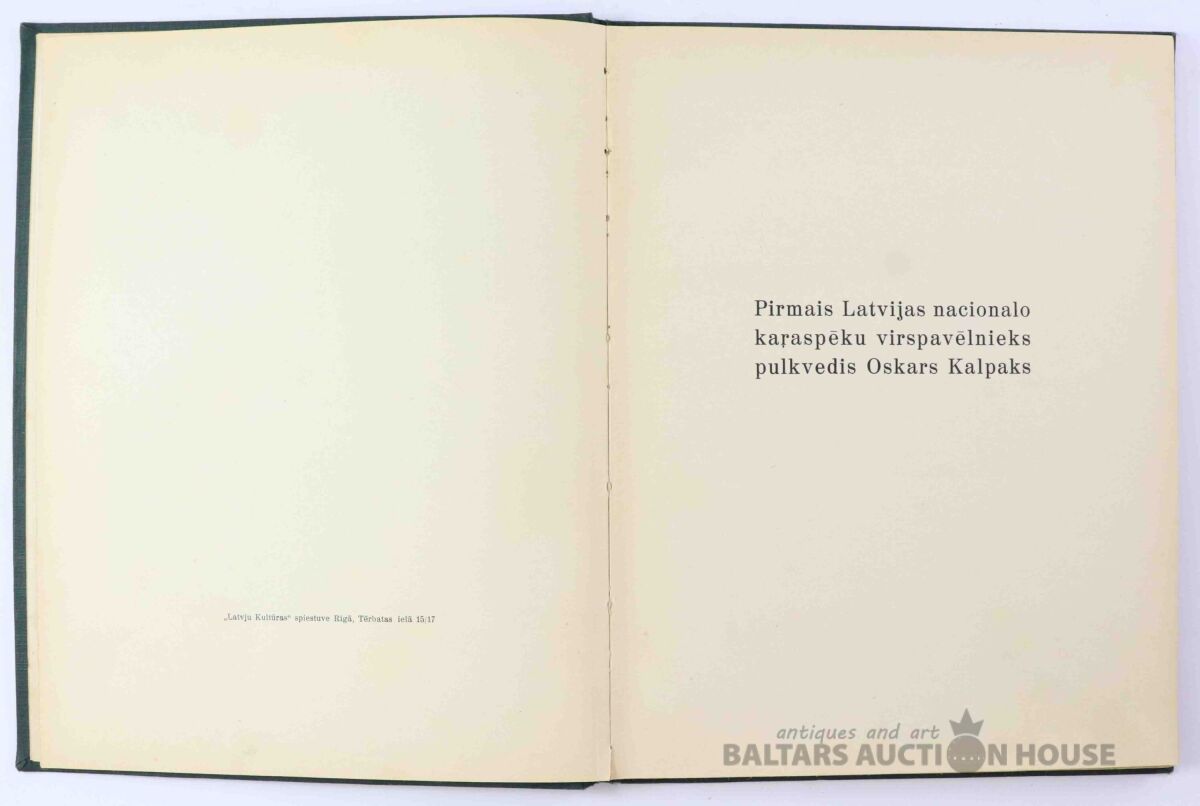 „Latvju Kultūras“ spiestuve Rīgā, Tērbatas ielā 15/17
Pirmais Latvijas nacionalo
kaŗaspēku virspavēlnieks
pulkvedis Oskars Kalpaks
antiques and art
BALTARS AUCTION HOUSE